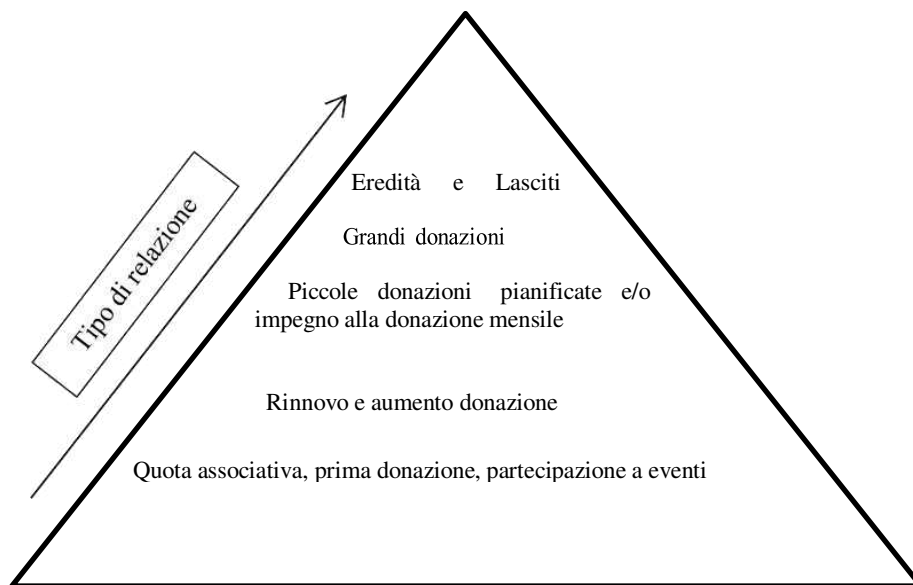 Eredità e Lasciti
Grandi donazioni
Piccole donazioni pianificate e/o
impegno alla donazione mensile
Rinnovo e aumento donazione
Quota associativa, prima donazione, partecipazione a eventi
Tipo di relazione